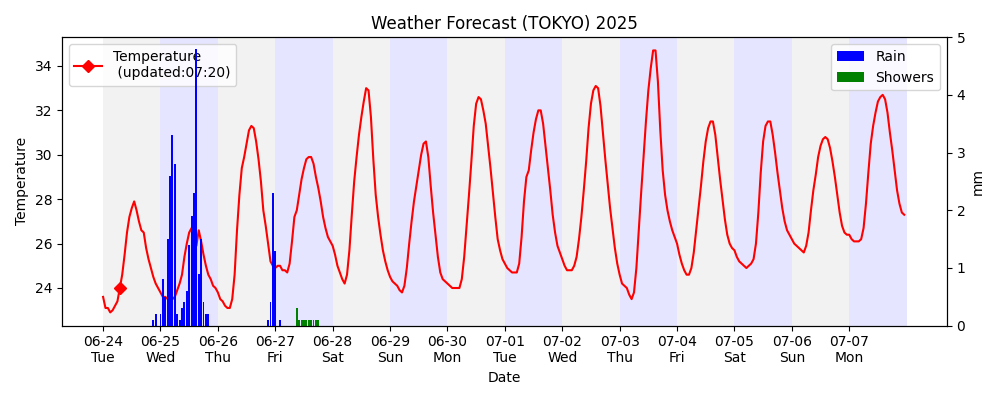 Weather Forecast (TOKYO) 2025
Temperature
(updated:07:20)
Rain
Showers
Temperature
34
32
30
28
26
24
5
4
3
2
1
0
mm
06-24 06-25 06-26 06-27 06-28 06-29 06-30 07-01 07-02 07-03 07-04 07-05 07-06 07-07
Tue Wed Thu Fri Sat Sun Mon Tue Wed Thu Fri Sat Sun Mon
Date